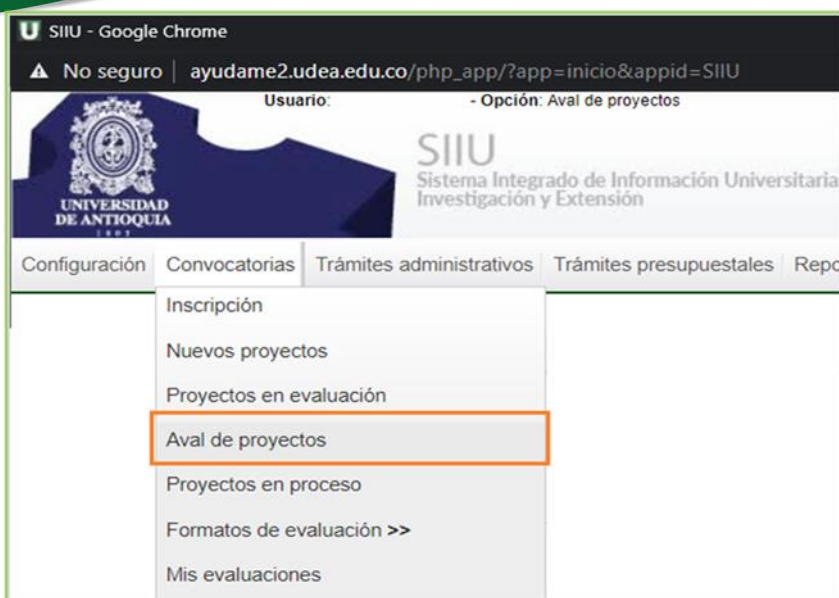 SIIU - Google Chrome
No seguro | ayudame2.udea.edu.co/php_app/?app=inicio&appid=SIIU
Usuario: - Opción: Aval de proyectos
SIIU
Sistema Integrado de Información Universitaria
Investigación y Extensión
UNIVERSIDAD
DE ANTIOQUIA
1803
Configuración Convocatorias Trámites administrativos Trámites presupuestales Repo
Inscripción
Nuevos proyectos
Proyectos en evaluación
Aval de proyectos
Proyectos en proceso
Formatos de evaluación >>
Mis evaluaciones